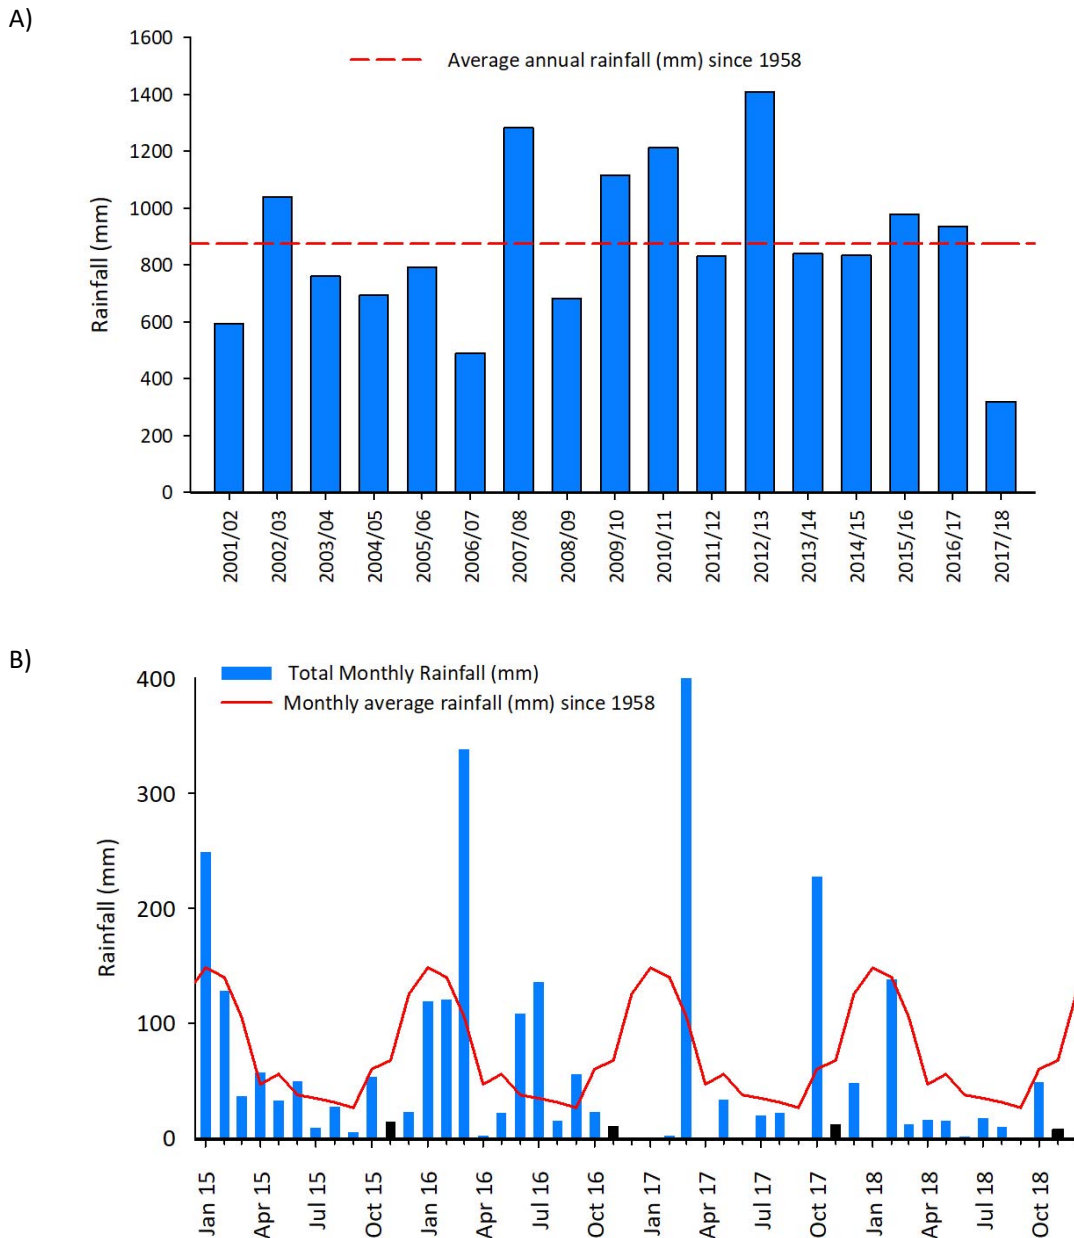 A)
1600
Average annual rainfall (mm) since 1958
1400
1200
1000
800
600
400
200
0
Rainfall (mm)
2001/02
2002/03
2003/04
2004/05
2005/06
2006/07
2007/08
2008/09
2009/10
2010/11
2011/12
2012/13
2013/14
2014/15
2015/16
2016/17
2017/18
B)
Total Monthly Rainfall (mm)
Monthly average rainfall (mm) since 1958
400
300
200
100
0
Rainfall (mm)
Jan 15
Apr 15
Jul 15
Oct 15
Jan 16
Apr 16
Jul 16
Oct 16
Jan 17
Apr 17
Jul 17
Oct 17
Jan 18
Apr 18
Jul 18
Oct 18